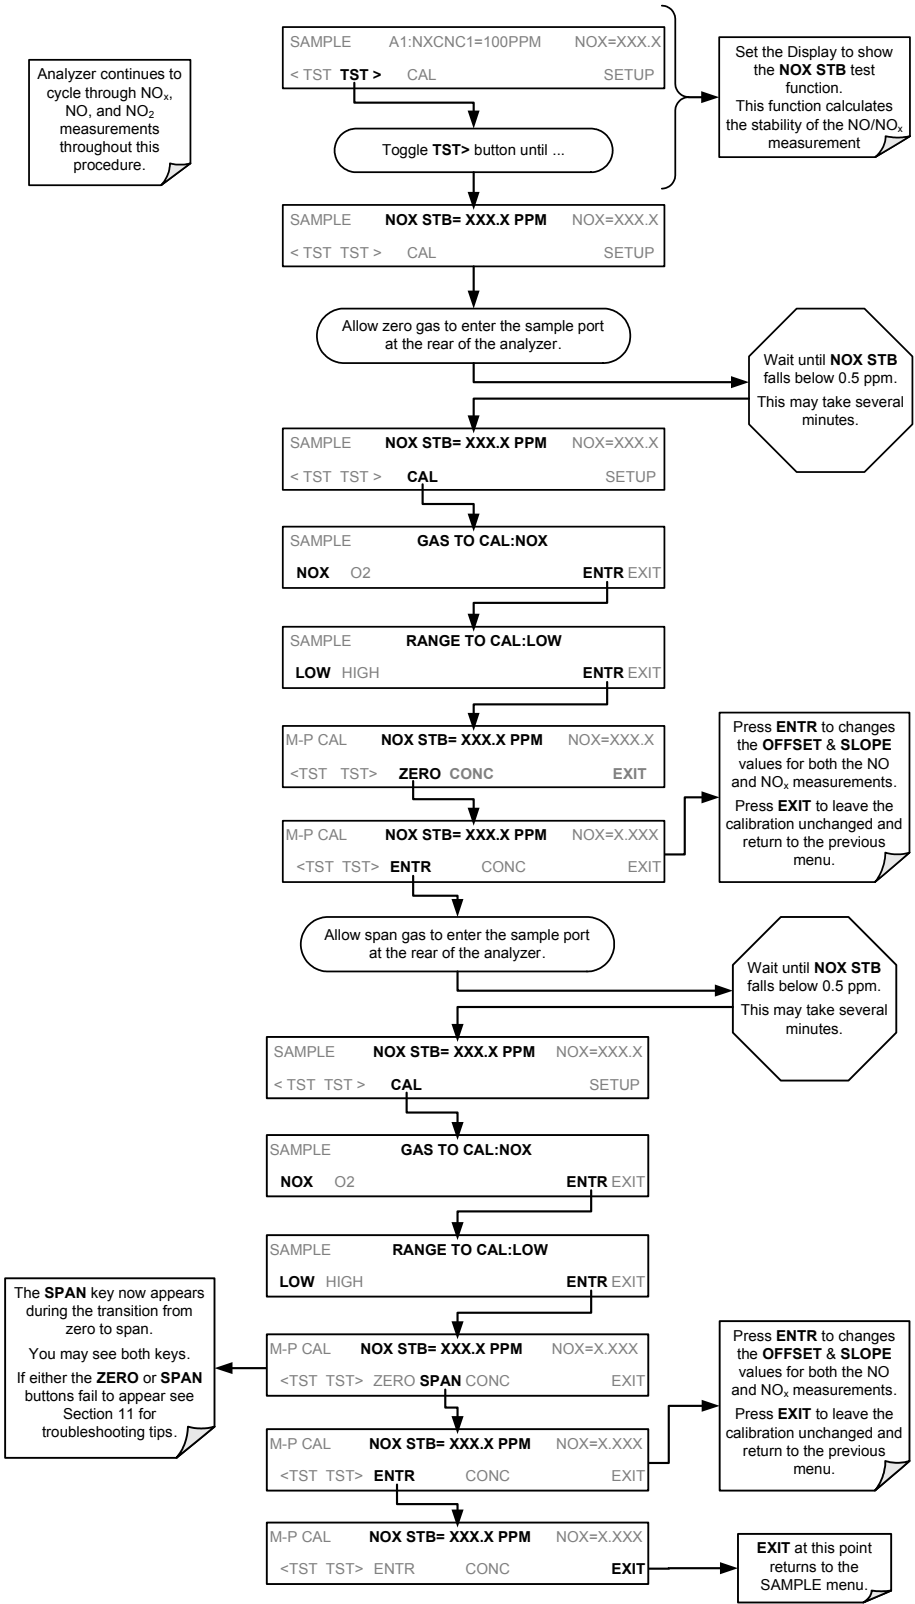 SAMPLE A1:NXCNC1=100PPM NOX=XXX.X
< TST TST > CAL SETUP
Set the Display to show
the NOX STB test
function.
This function calculates
the stability of the NO/NOx
measurement
Analyzer continues to
cycle through NOx,
NO, and NO2
measurements
throughout this
procedure.
Toggle TST> button until ...
SAMPLE NOX STB= XXX.X PPM NOX=XXX.X
< TST TST > CAL SETUP
Allow zero gas to enter the sample port
at the rear of the analyzer.
Wait until NOX STB
falls below 0.5 ppm.
This may take several
minutes.
SAMPLE NOX STB= XXX.X PPM NOX=XXX.X
< TST TST > CAL SETUP
SAMPLE GAS TO CAL:NOX
NOX O2 ENTR EXIT
SAMPLE RANGE TO CAL:LOW
LOW HIGH ENTR EXIT
M-P CAL NOX STB= XXX.X PPM NOX=XXX.X
<TST TST> ZERO CONC EXIT
M-P CAL NOX STB= XXX.X PPM NOX=X.XXX
<TST TST> ENTR CONC EXIT
Press ENTR to changes
the OFFSET & SLOPE
values for both the NO
and NOx measurements.
Press EXIT to leave the
calibration unchanged and
return to the previous
menu.
Allow span gas to enter the sample port
at the rear of the analyzer.
Wait until NOX STB
falls below 0.5 ppm.
This may take several
minutes.
SAMPLE NOX STB= XXX.X PPM NOX=XXX.X
< TST TST > CAL SETUP
SAMPLE GAS TO CAL:NOX
NOX O2 ENTR EXIT
SAMPLE RANGE TO CAL:LOW
LOW HIGH ENTR EXIT
The SPAN key now appears
during the transition from
zero to span.
You may see both keys.
If either the ZERO or SPAN
buttons fail to appear see
Section 11 for
troubleshooting tips.
M-P CAL NOX STB= XXX.X PPM NOX=X.XXX
<TST TST> ZERO SPAN CONC EXIT
M-P CAL NOX STB= XXX.X PPM NOX=X.XXX
<TST TST> ENTR CONC EXIT
Press ENTR to changes
the OFFSET & SLOPE
values for both the NO
and NOx measurements.
Press EXIT to leave the
calibration unchanged and
return to the previous
menu.
M-P CAL NOX STB= XXX.X PPM NOX=X.XXX
<TST TST> ENTR CONC EXIT
EXIT at this point
returns to the
SAMPLE menu.